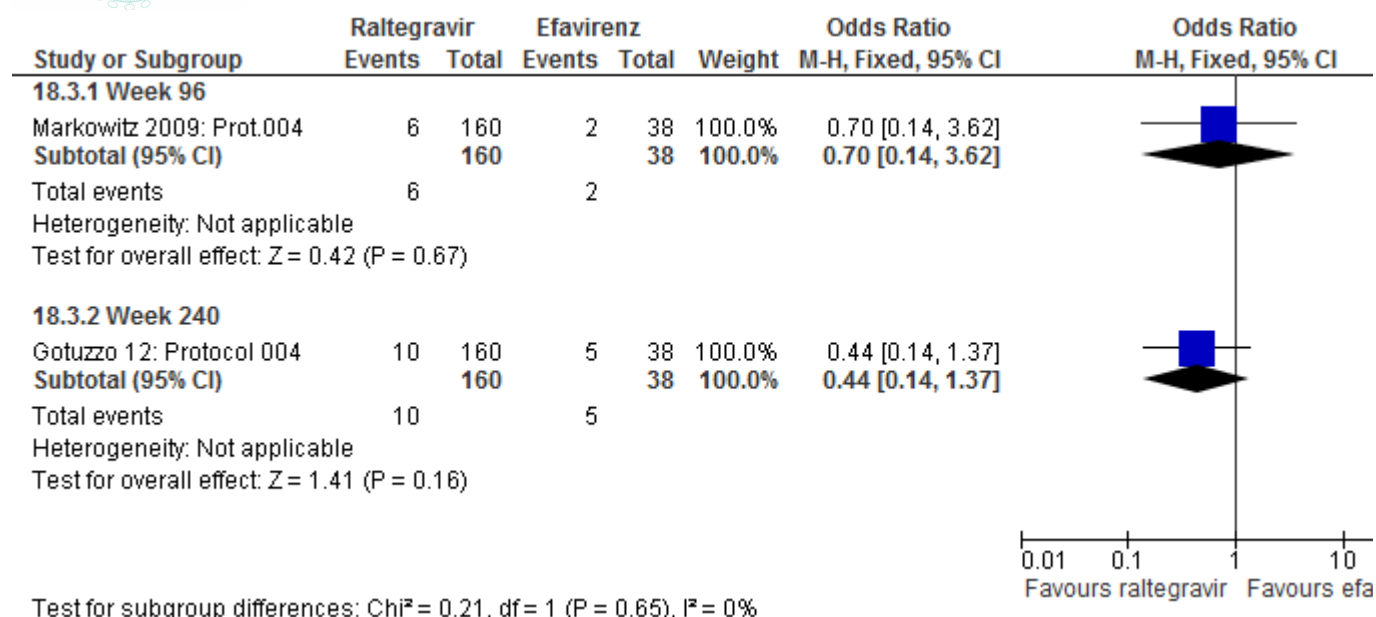 Raltegravir Efavirenz Odds Ratio Odds Ratio
Study or Subgroup Events Total Events Total Weight M-H, Fixed, 95% CI M-H, Fixed, 95% CI
18.3.1 Week 96
Markowitz 2009: Prot.004 6 160 2 38 100.0% 0.70 [0.14, 3.62]
Subtotal (95% CI) 160 38 100.0% 0.70 [0.14, 3.62]
Total events 6 2
Heterogeneity: Not applicable
Test for overall effect: Z = 0.42 (P = 0.67)
18.3.2 Week 240
Gotuzzo 12: Protocol 004 10 160 5 38 100.0% 0.44 [0.14, 1.37]
Subtotal (95% CI) 160 38 100.0% 0.44 [0.14, 1.37]
Total events 10 5
Heterogeneity: Not applicable
Test for overall effect: Z = 1.41 (P = 0.16)
0.01 0.1 1 10
Favours raltegravir Favours efa
Test for subgroup differences: Chi² = 0.21, df = 1 (P = 0.65), I² = 0%